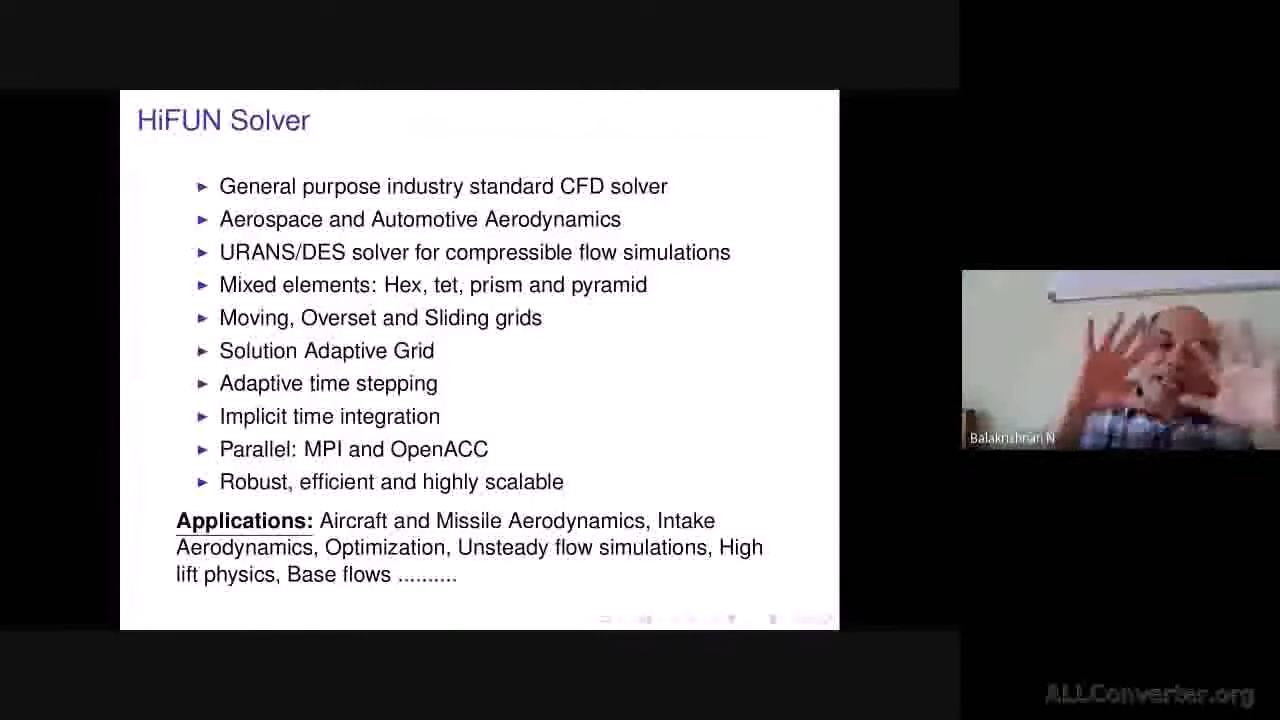 HiFUN Solver
General purpose industry standard CFD solver
Aerospace and Automotive Aerodynamics
URANS/DES solver for compressible flow simulations
Mixed elements: Hex, tet, prism and pyramid
Moving, Overset and Sliding grids
Solution Adaptive Grid
Adaptive time stepping
Implicit time integration
Parallel: MPI and OpenACC
Robust, efficient and highly scalable
Applications: Aircraft and Missile Aerodynamics, Intake
Aerodynamics, Optimization, Unsteady flow simulations, High
lift physics, Base flows ..........
Balakrishnan N
ALLConverter.org